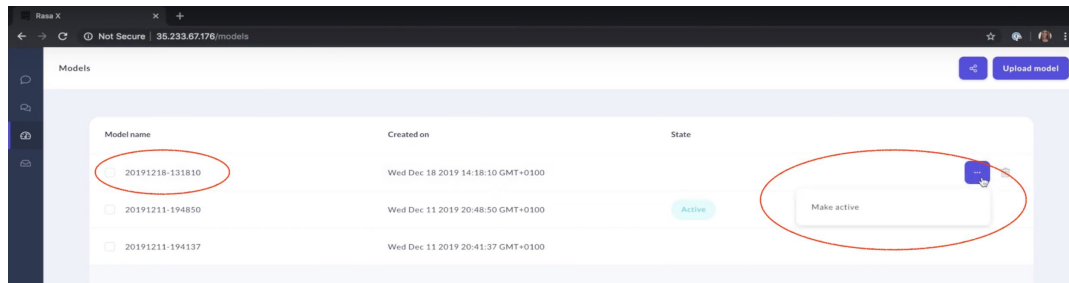 Rasa X
Not Secure | 35.233.67.176/models
Models
Upload model
Model name Created on State
20191218-131810 Wed Dec 18 2019 14:18:10 GMT+0100
20191211-194850 Wed Dec 11 2019 20:48:50 GMT+0100 Active
Make active
20191211-194137 Wed Dec 11 2019 20:41:37 GMT+0100